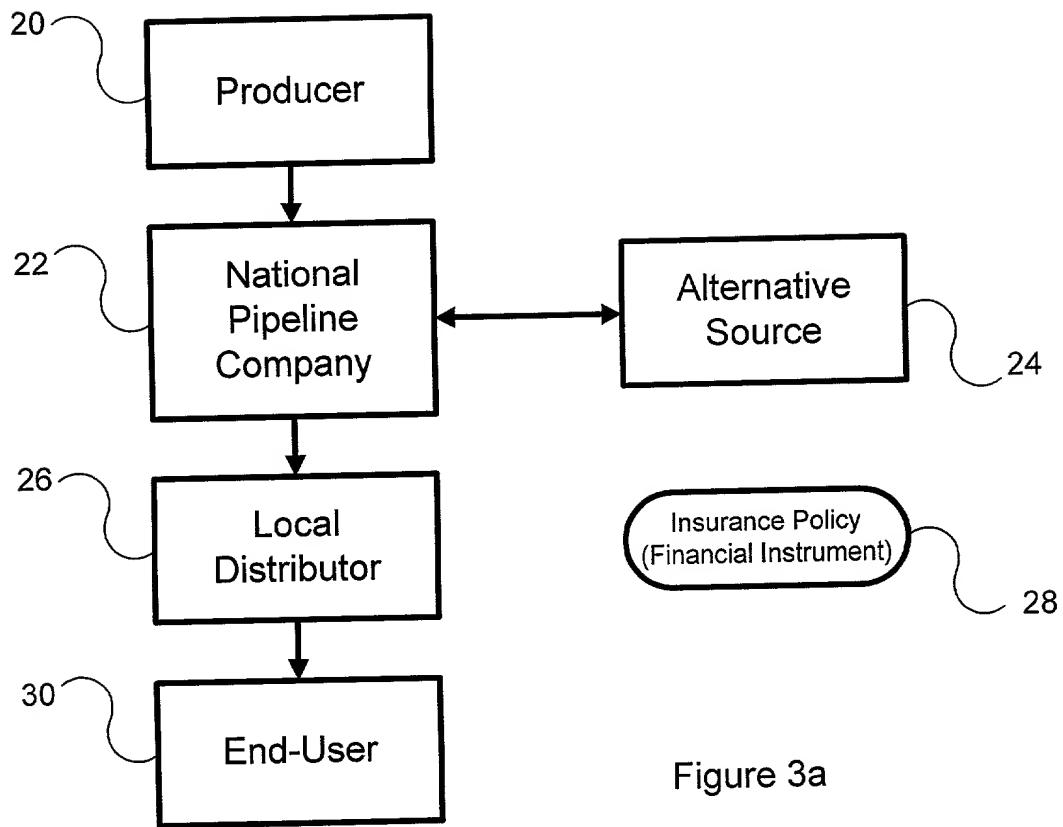 20
Producer
22
National
Pipeline
Company
Alternative
Source
24
26
Local
Distributor
Insurance Policy
(Financial Instrument)
28
30
End-User
Figure 3a